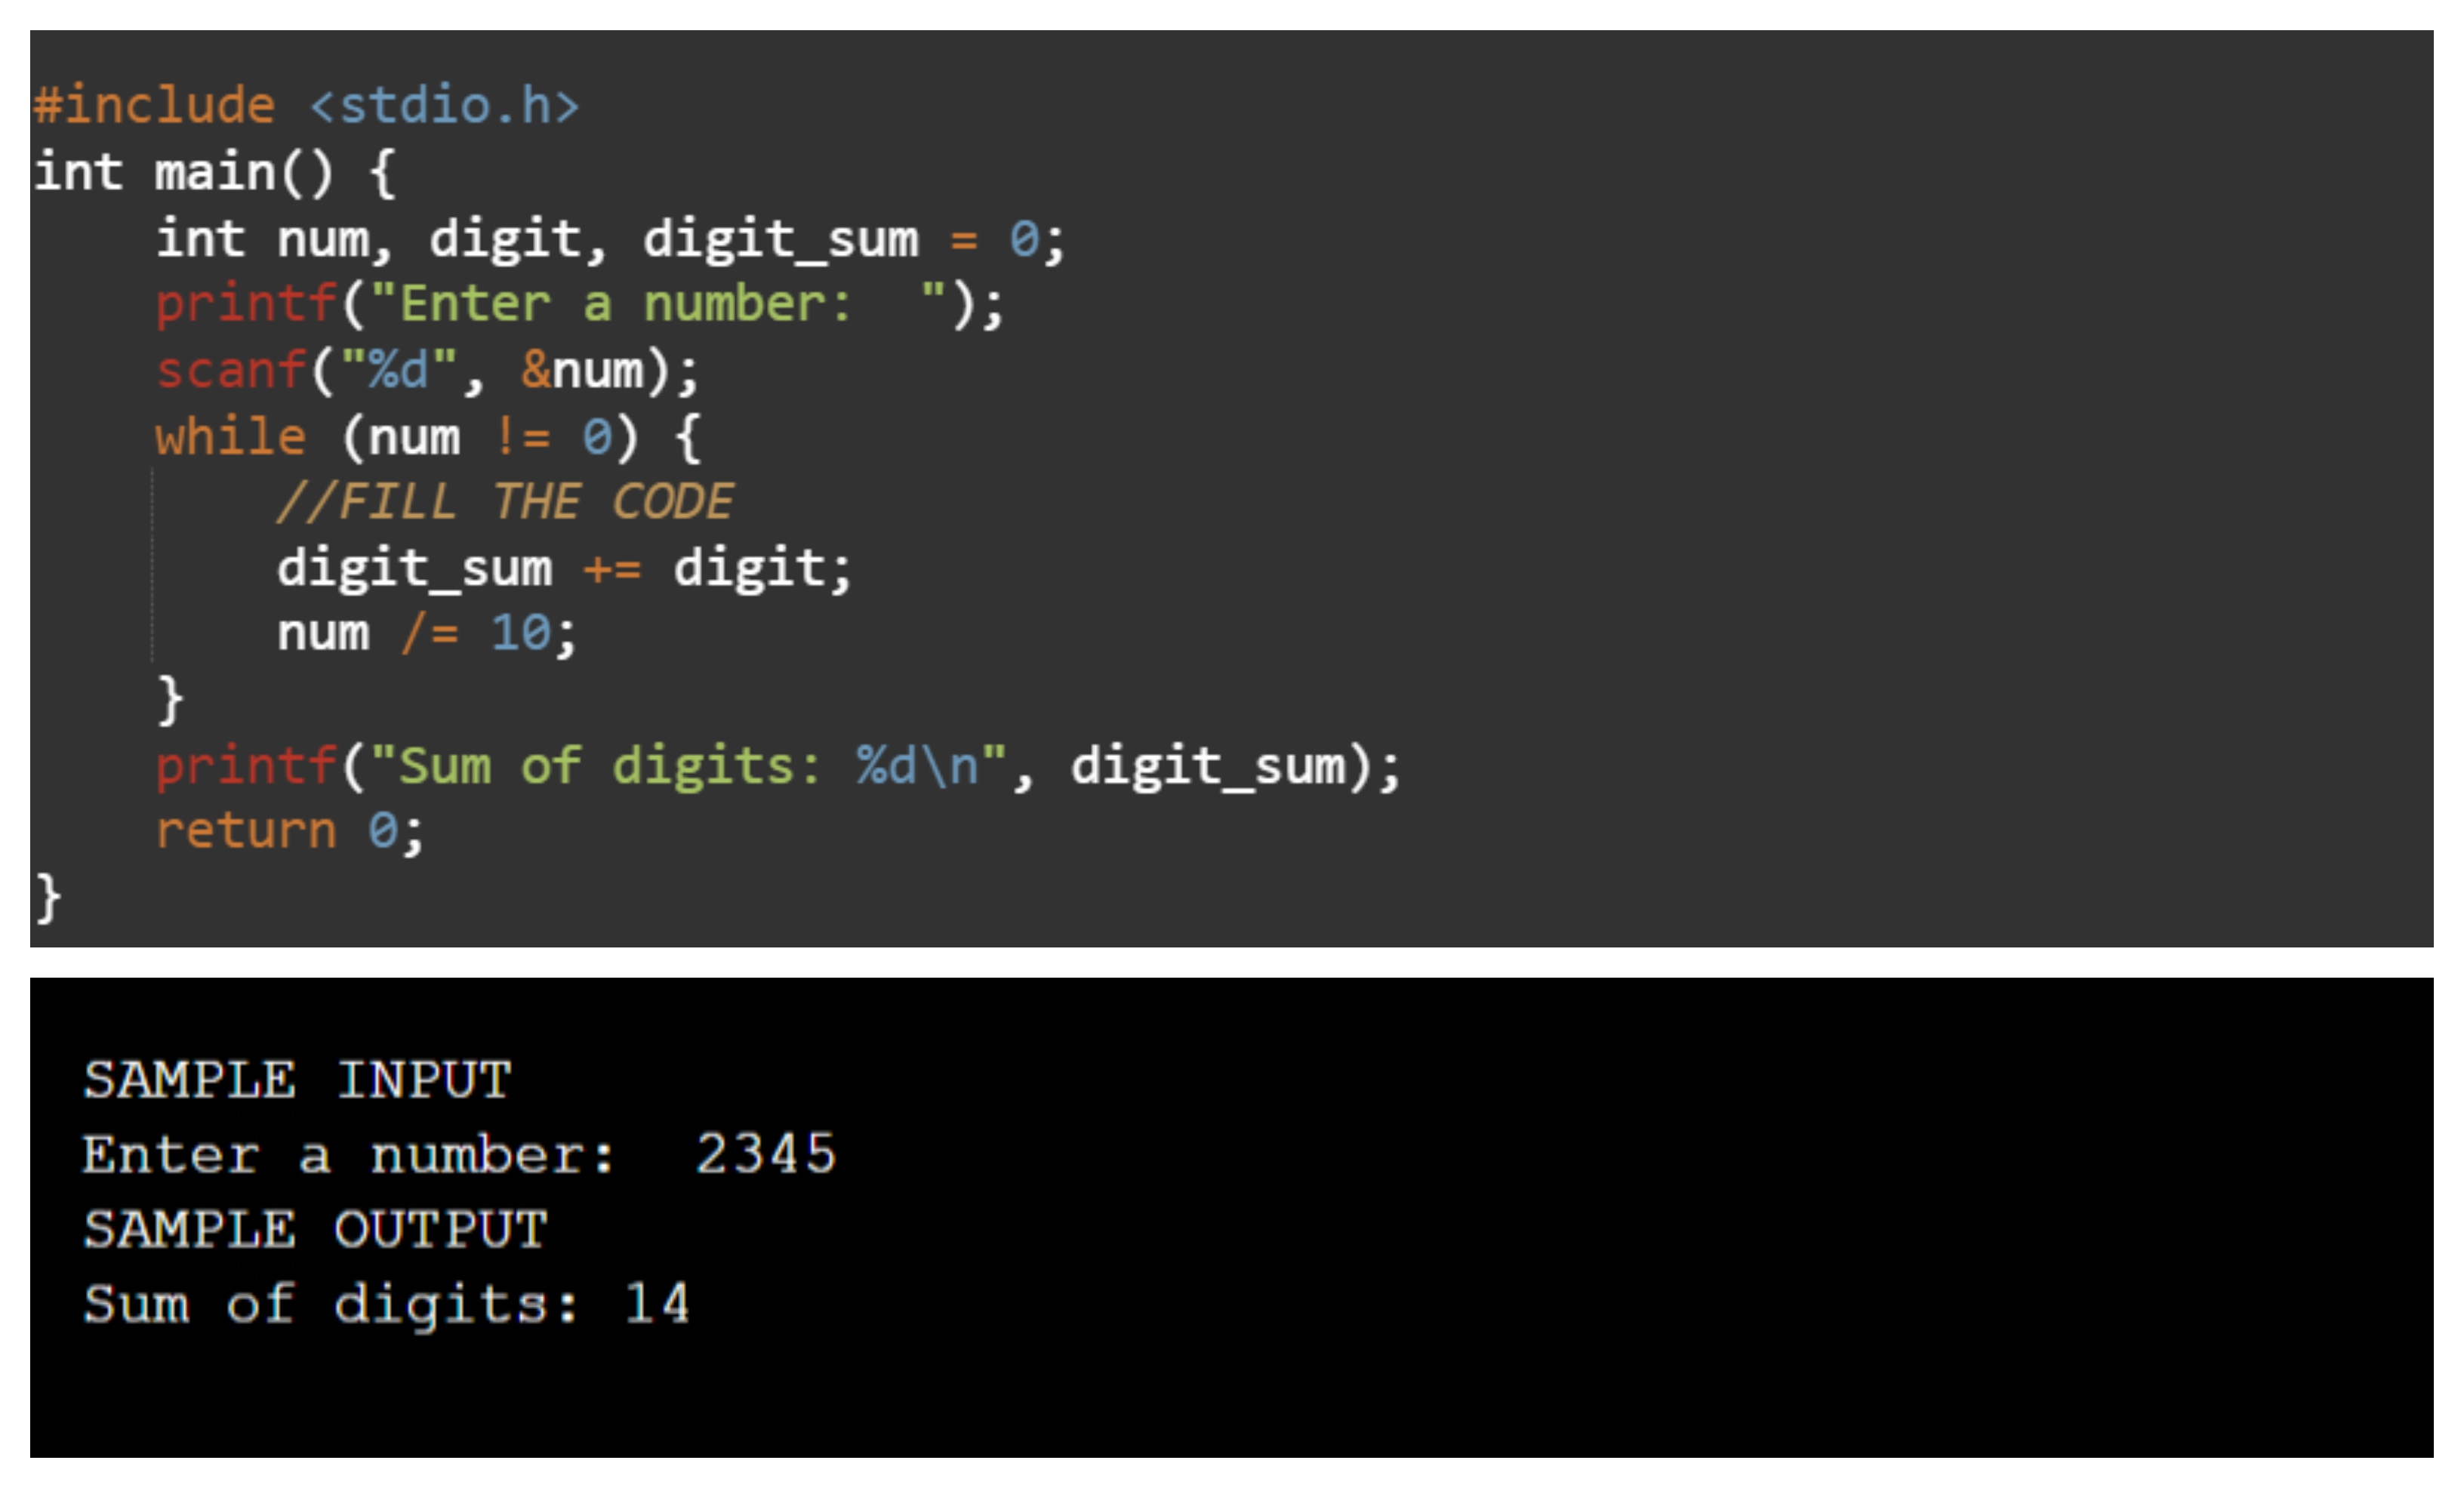 #include <stdio.h>
int main() {
    int num, digit, digit_sum = 0;
    printf("Enter a number:  ");
    scanf("%d", &num);
    while (num != 0) {
        //FILL THE CODE
        digit_sum += digit;
        num /= 10;
    }
    printf("Sum of digits: %d\n", digit_sum);
    return 0;
}
SAMPLE INPUT
Enter a number:  2345
SAMPLE OUTPUT
Sum of digits: 14